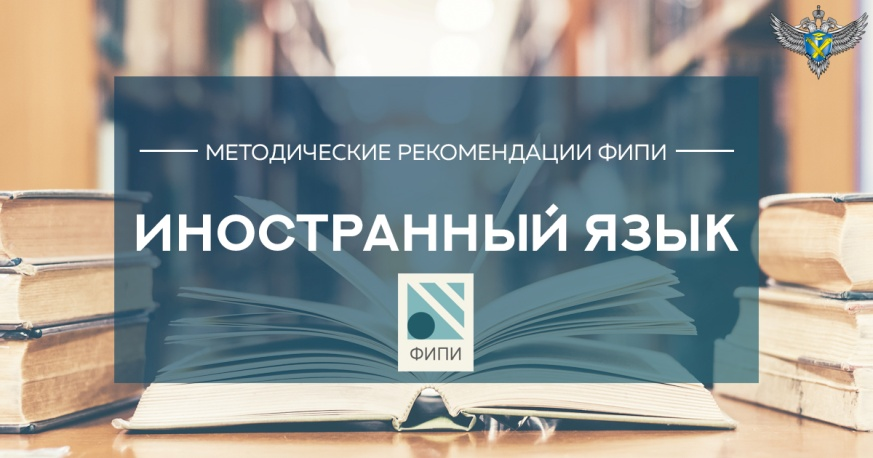 МЕТОДИЧЕСКИЕ РЕКОМЕНДАЦИИ ФИПИ
ИНОСТРАННЫЙ ЯЗЫК
ФИПИ